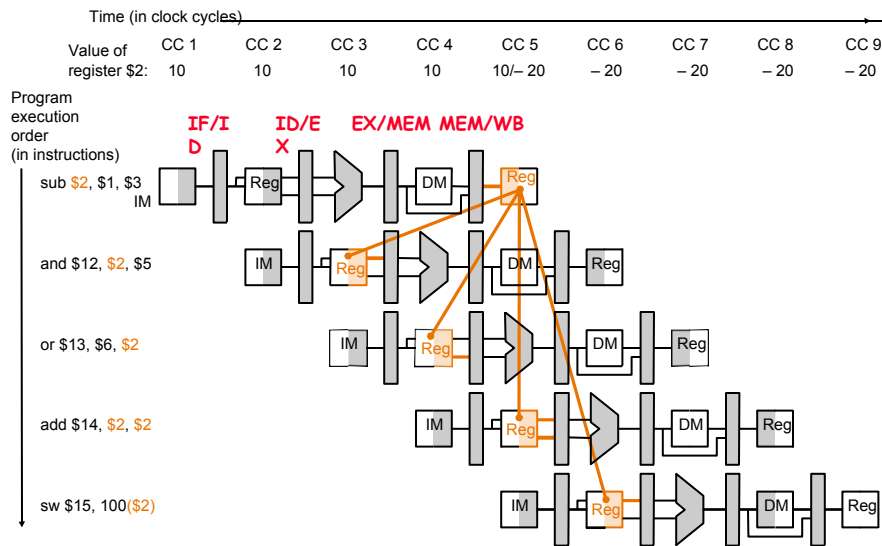 Time (in clock cycles)
CC 1 CC 2 CC 3 CC 4 CC 5 CC 6 CC 7 CC 8 CC 9
Value of
register $2:
10 10 10 10 10/– 20 – 20 – 20 – 20 – 20
Program
execution
order
(in instructions)
IF/I
D
ID/E
X
EX/MEM MEM/WB
sub $2, $1, $3
IM
Reg
DM
Reg
and $12, $2, $5
IM
Reg
DM
Reg
or $13, $6, $2
IM
Reg
DM
Reg
add $14, $2, $2
IM
Reg
DM
Reg
sw $15, 100($2)
IM
Reg
DM
Reg